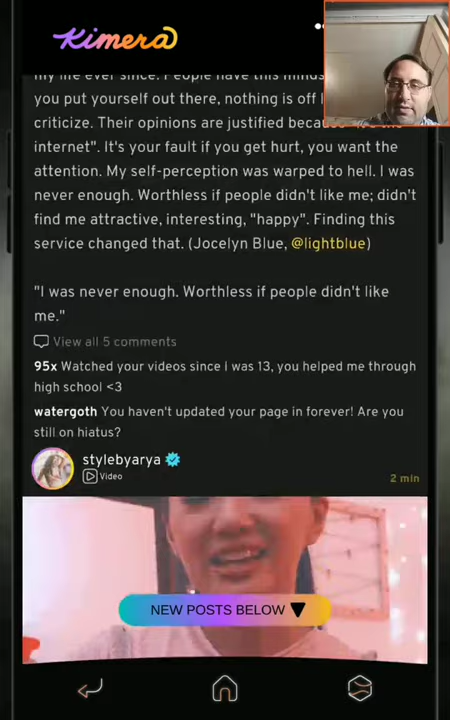 Kimera
my life ever since. People have this
you put yourself out there, nothing is off
criticize. Their opinions are justified
internet". It's your fault if you get hurt, you want the
attention. My self-perception was warped to hell. I was
never enough. Worthless if people didn't like me; didn't
find me attractive, interesting, "happy". Finding this
service changed that. (Jocelyn Blue, @lightblue)
"I was never enough. Worthless if people didn't like
me."
View all 5 comments
95x Watched your videos since I was 13, you helped me through
high school <3
watergoth You haven't updated your page in forever! Are you
still on hiatus?
stylebyarya
Video
2 min
NEW POSTS BELOW